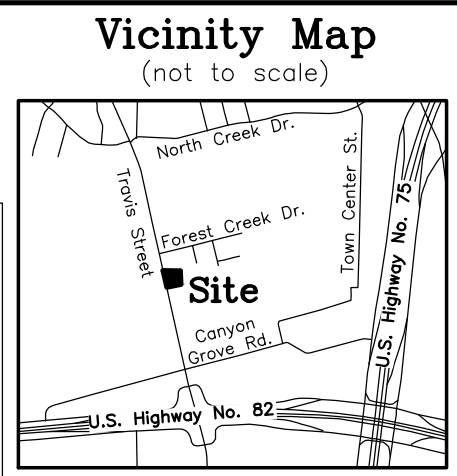 Vicinity Map
(not to scale)
North Creek Dr.
Travis Street
Forest Creek Dr.
Town Center St.
U.S. Highway No. 75
Site
Canyon
Grove Rd.
U.S. Highway No. 82